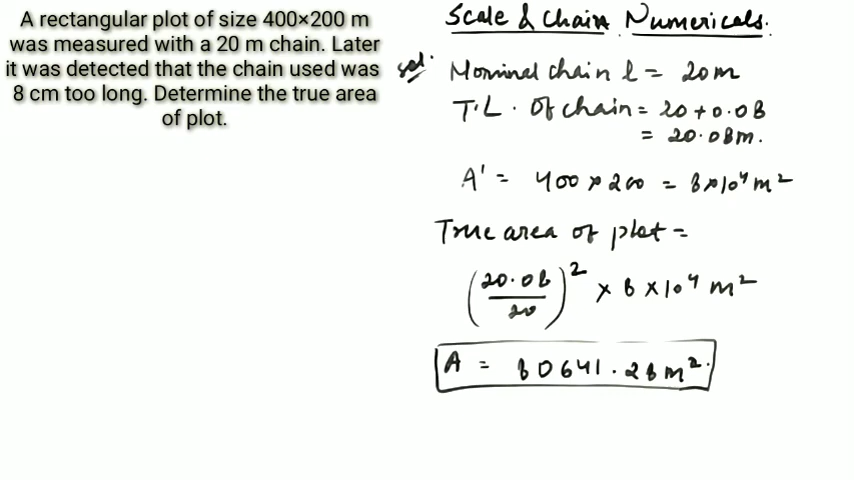 A rectangular plot of size 400×200 m
was measured with a 20 m chain. Later
it was detected that the chain used was
8 cm too long. Determine the true area
of plot.
Scale & Chain Numericals.
Sol. Nominal chain l = 20m
T.L. of chain = 20 + 0.08
= 20.08m.
A' = 400 × 200 = 8×10⁴ m²
True area of plot =
(20.08/20)² × 8 × 10⁴ m²
A = 80641.28 m².